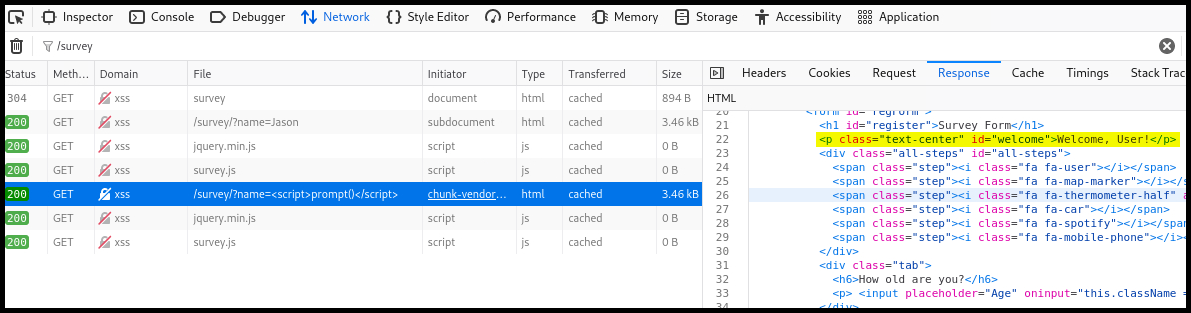 Inspector Console Debugger Network Style Editor Performance Memory Storage Accessibility Application
/survey
Status Meth... Domain File Initiator Type Transferred Size
304 GET xss survey document html cached 894 B
200 GET xss /survey/?name=Jason subdocument html cached 3.46 kB
200 GET xss jquery.min.js script js cached 0 B
200 GET xss survey.js script js cached 0 B
200 GET xss /survey/?name=<script>prompt()</script> chunk-vendor... html cached 3.46 kB
200 GET xss jquery.min.js script js cached 0 B
200 GET xss survey.js script js cached 0 B
Headers Cookies Request Response Cache Timings Stack Trac
HTML
20 <form id="regForm">
21 <h1 id="register">Survey Form</h1>
22 <p class="text-center" id="welcome">Welcome, User!</p>
23 <div class="all-steps" id="all-steps">
24 <span class="step"><i class="fa fa-user"></i></span>
25 <span class="step"><i class="fa fa-map-marker"></i></s
26 <span class="step"><i class="fa fa-thermometer-half" a
27 <span class="step"><i class="fa fa-car"></i></span>
28 <span class="step"><i class="fa fa-spotify"></i></span>
29 <span class="step"><i class="fa fa-mobile-phone"></i><
30 </div>
31 <div class="tab">
32 <h6>How old are you?</h6>
33 <p> <input placeholder="Age" oninput="this.className =
34 </div>